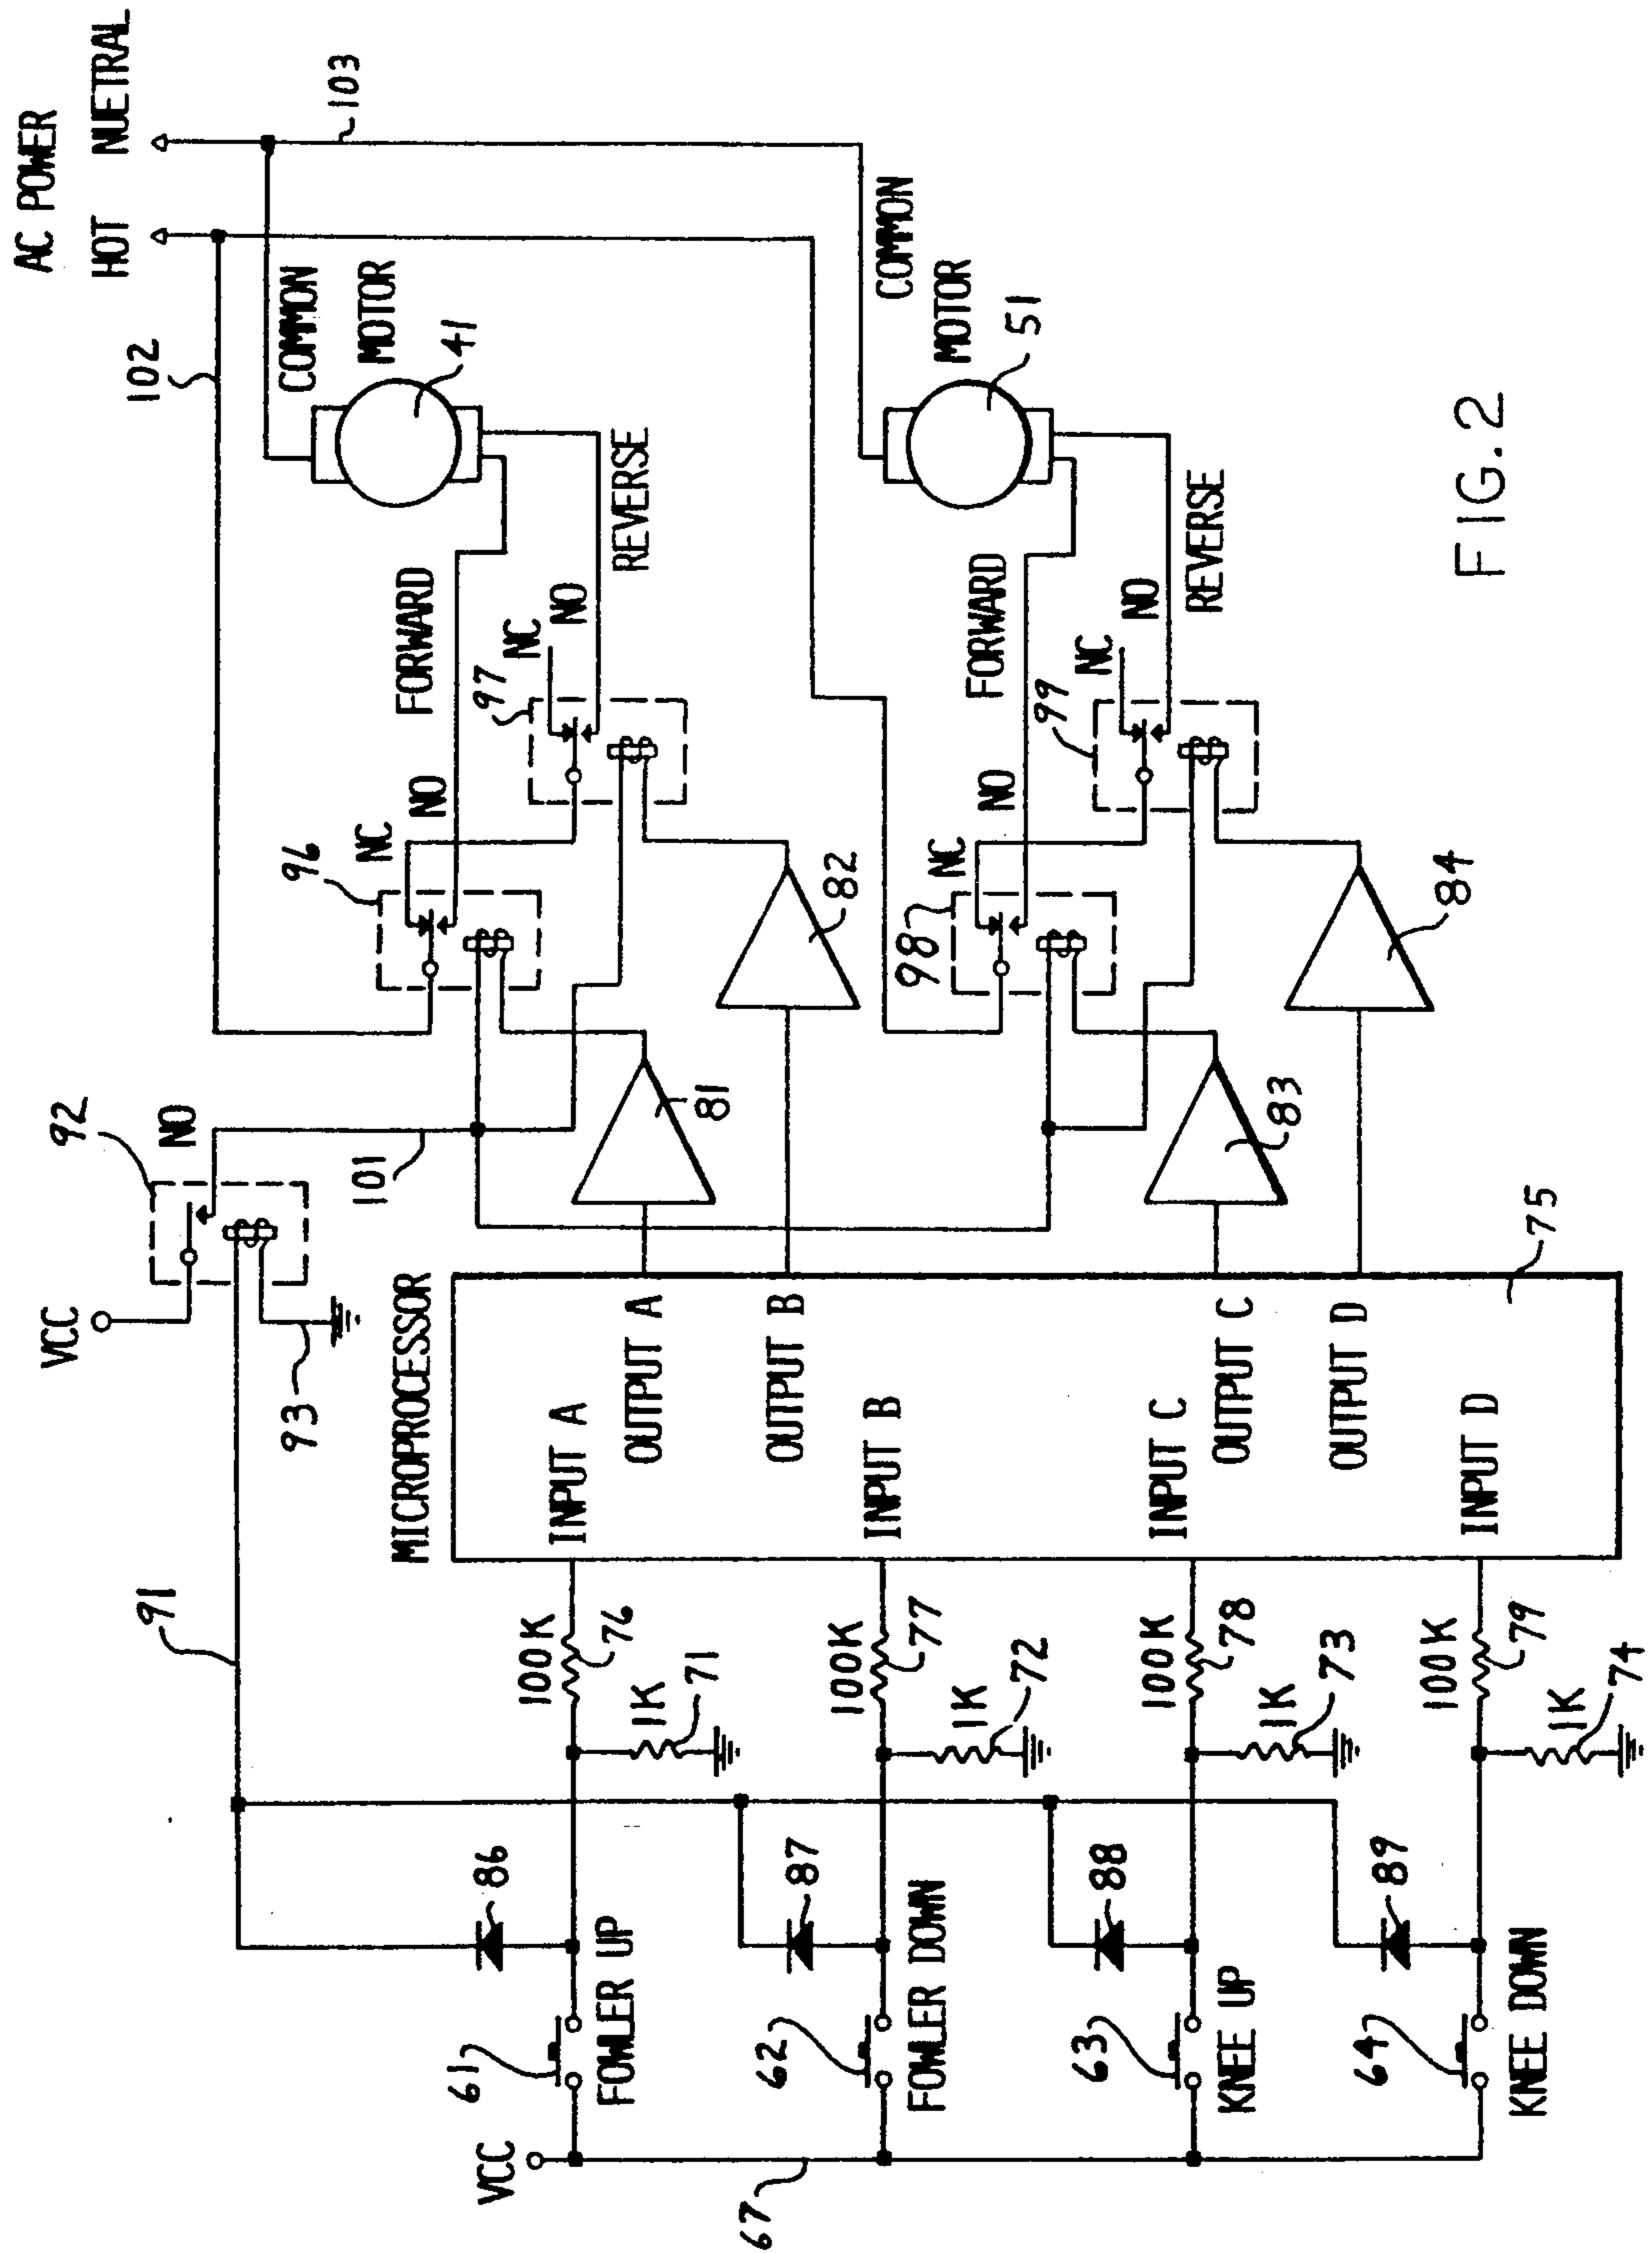 AC POWER
HOT
NUETRAL
VCC
92
NO
102
COMMON
103
91
93
101
96
NC
NO
FORWARD
MOTOR
41
MICROPROCESSOR
97
NC
NO
REVERSE
VCC
61
86
100K
76
INPUT A
FOWLER UP
1K
71
OUTPUT A
81
67
62
87
OUTPUT B
82
COMMON
100K
77
INPUT B
FOWLER DOWN
1K
72
98
NC
NO
FORWARD
MOTOR
51
63
88
100K
78
INPUT C
99
NC
NO
REVERSE
KNEE UP
1K
73
OUTPUT C
83
64
89
OUTPUT D
84
100K
79
INPUT D
KNEE DOWN
1K
74
75
FIG.2